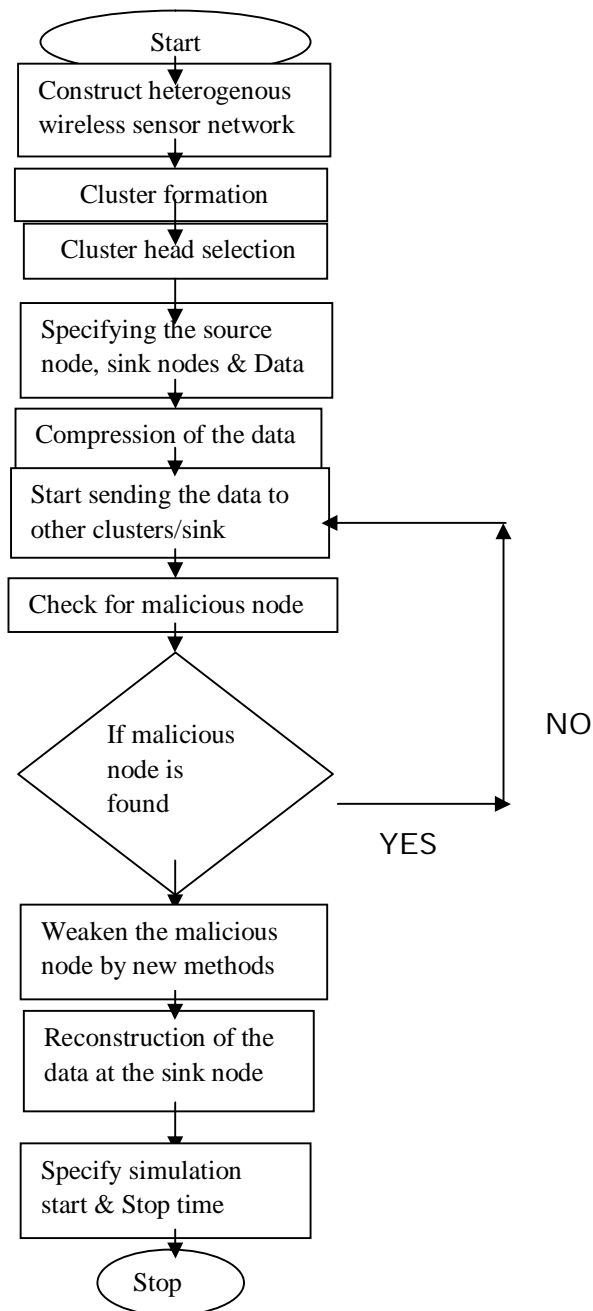 Start
Construct heterogenous
wireless sensor network
Cluster formation
Cluster head selection
Specifying the source
node, sink nodes & Data
Compression of the data
Start sending the data to
other clusters/sink
Check for malicious node
If malicious
node is
found
NO
YES
Weaken the malicious
node by new methods
Reconstruction of the
data at the sink node
Specify simulation
start & Stop time
Stop